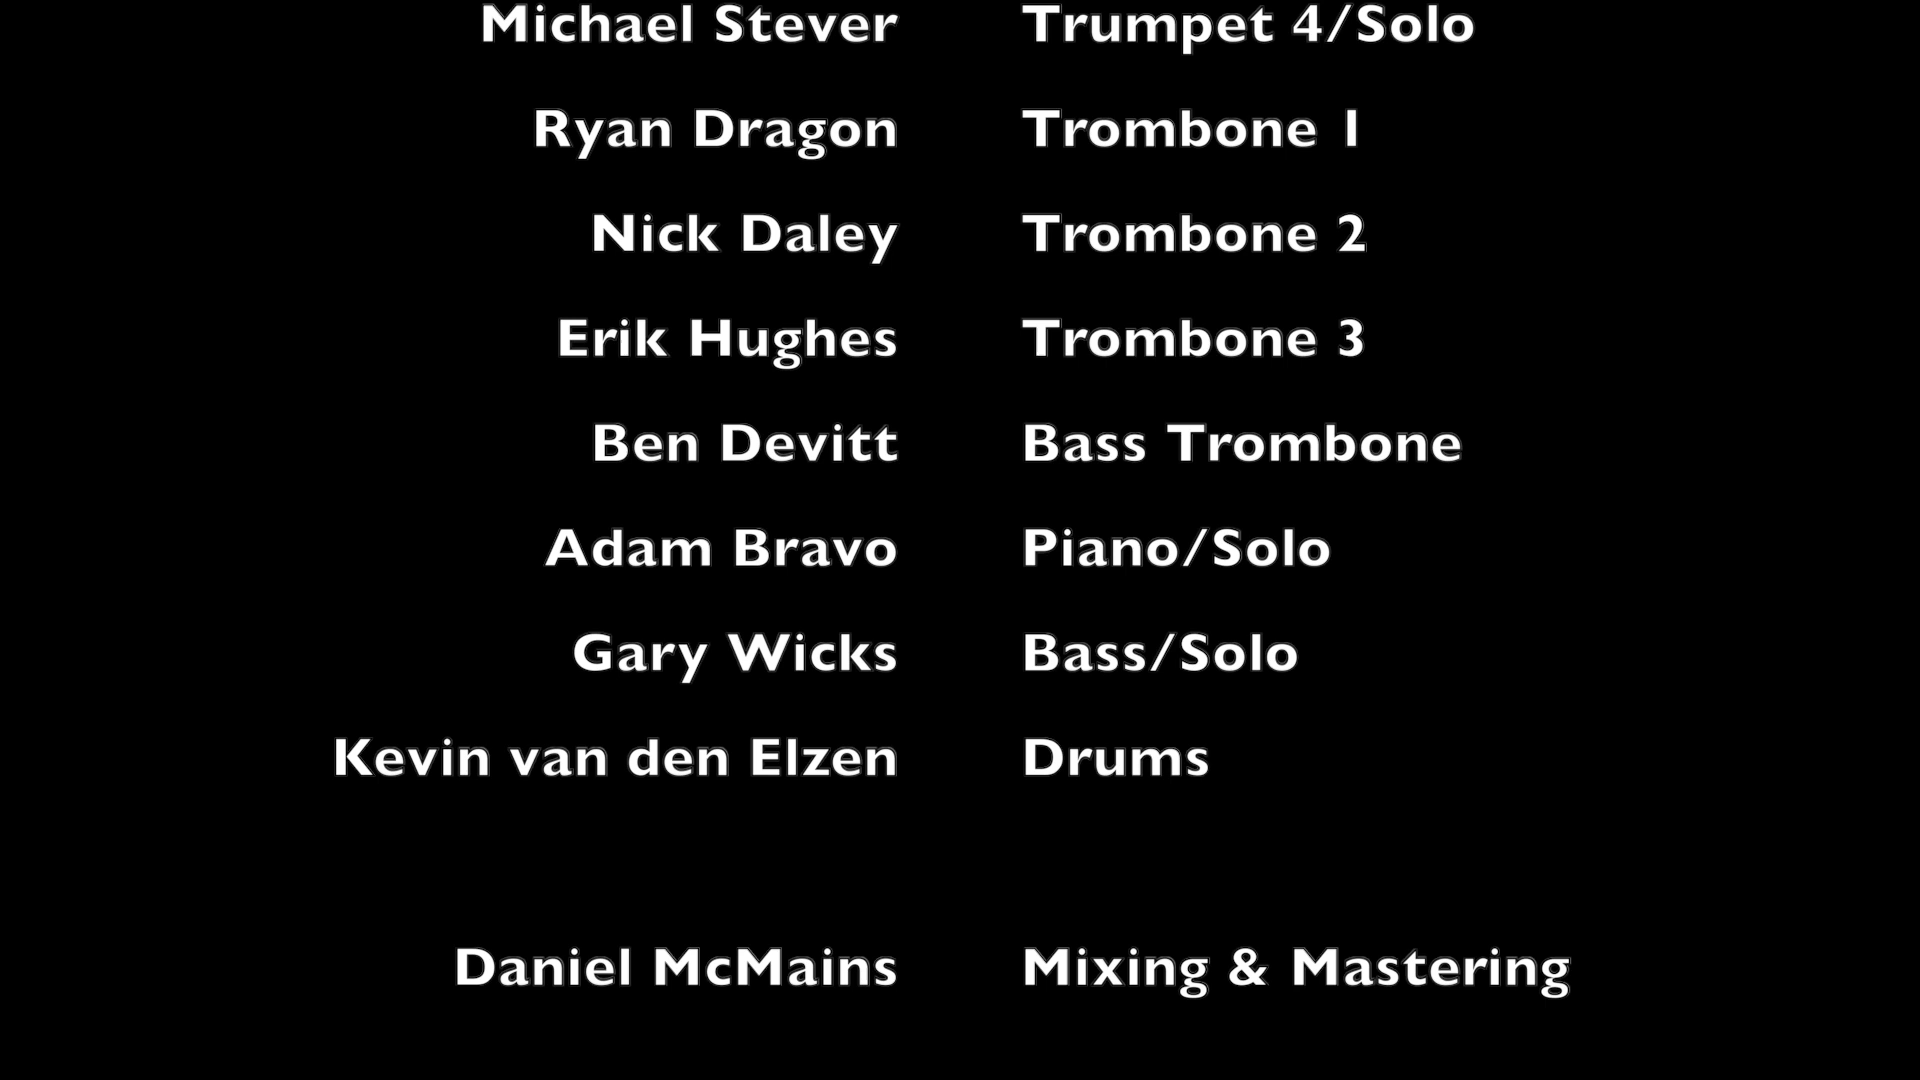 Michael Stever Trumpet 4/Solo
Ryan Dragon Trombone 1
Nick Daley Trombone 2
Erik Hughes Trombone 3
Ben Devitt Bass Trombone
Adam Bravo Piano/Solo
Gary Wicks Bass/Solo
Kevin van den Elzen Drums
Daniel McMains Mixing & Mastering